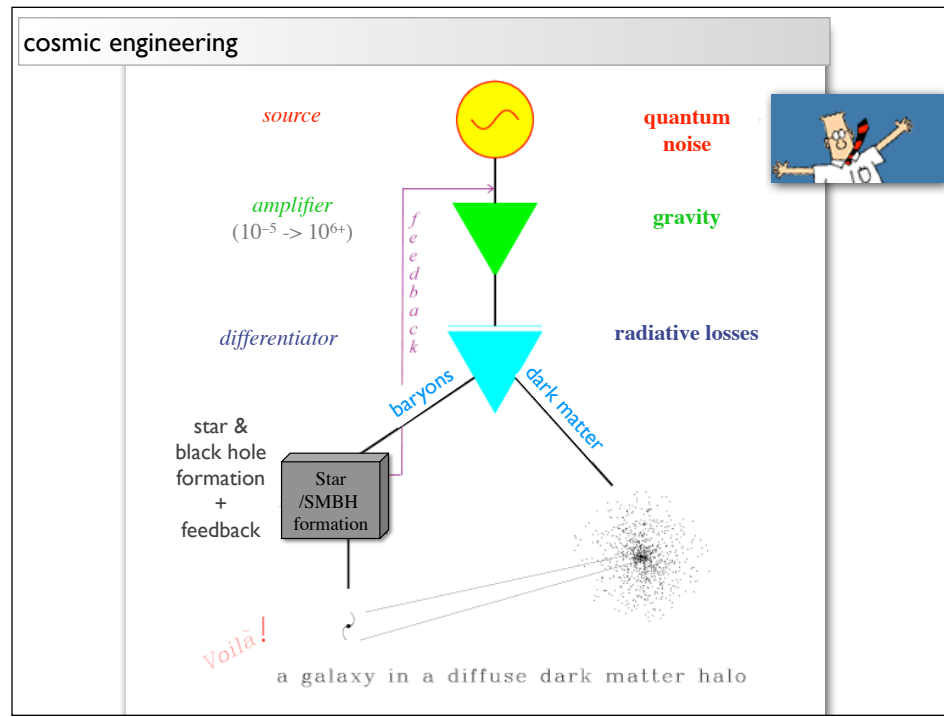 cosmic engineering
source
quantum
noise
amplifier
(10⁻⁵ -> 10⁶⁺)
gravity
feedback
differentiator
radiative losses
baryons
dark matter
star &
black hole
formation
+
feedback
Star
/SMBH
formation
Voilà!
a galaxy in a diffuse dark matter halo